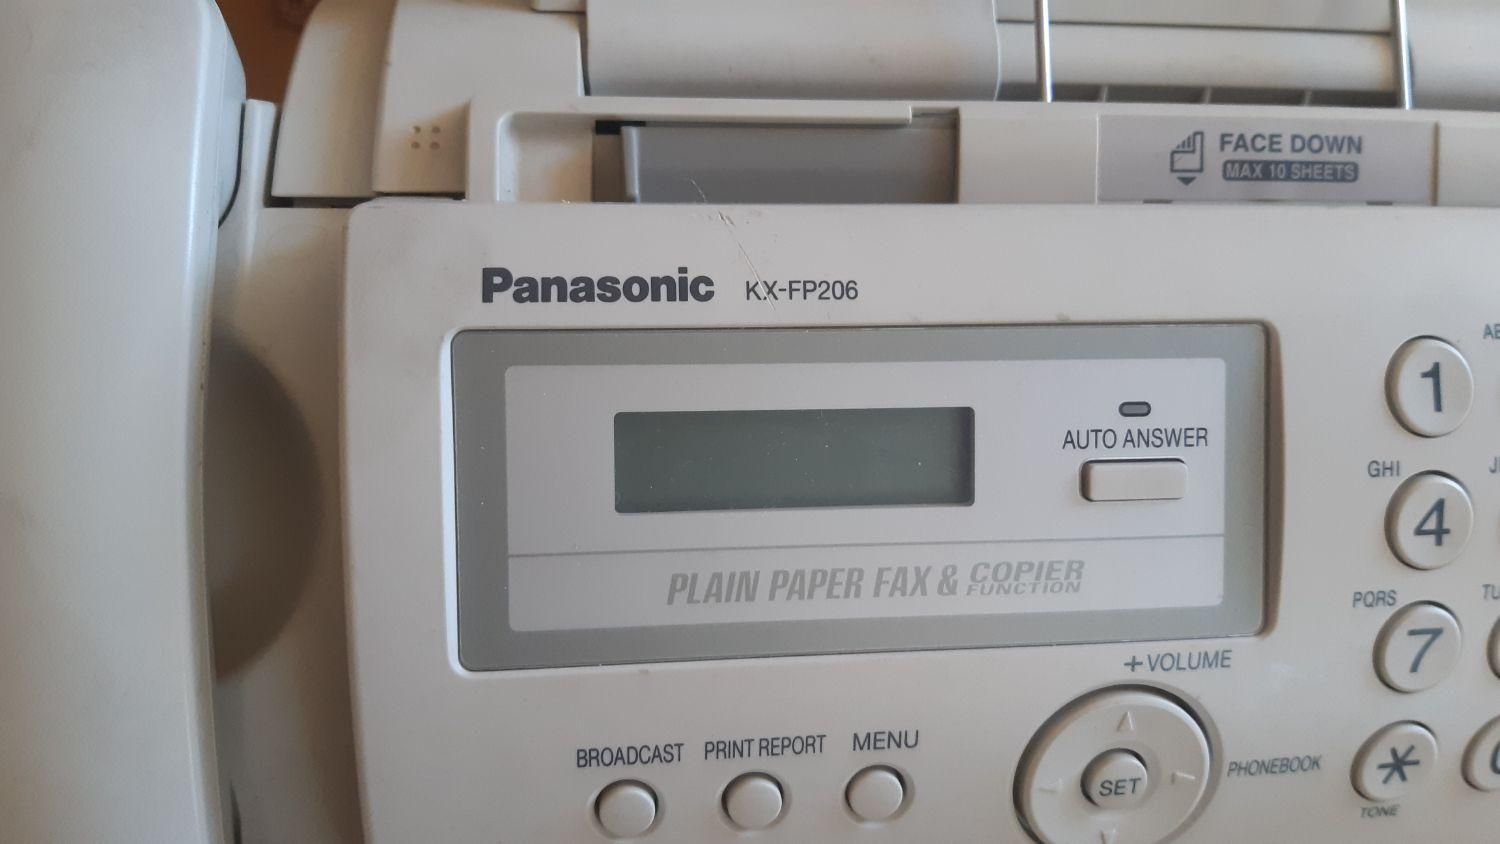 FACE DOWN
MAX 10 SHEETS
Panasonic KX-FP206
AUTO ANSWER
PLAIN PAPER FAX & COPIER FUNCTION
1
GHI
4
PQRS
7
+VOLUME
BROADCAST PRINT REPORT MENU
SET
PHONEBOOK
*
TONE